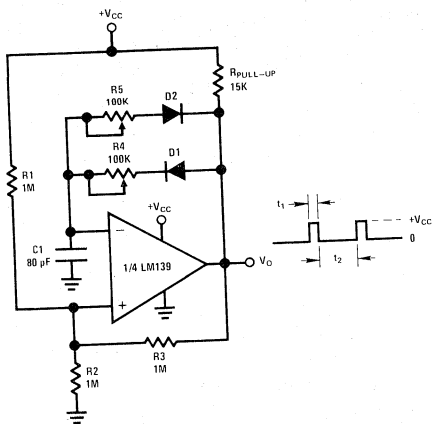 +VCC
RPULL-UP
15K
R5
100K
D2
R4
100K
D1
R1
1M
+VCC
t1
+VCC
0
t2
C1
80 pF
−
1/4 LM139
+
VO
R3
1M
R2
1M